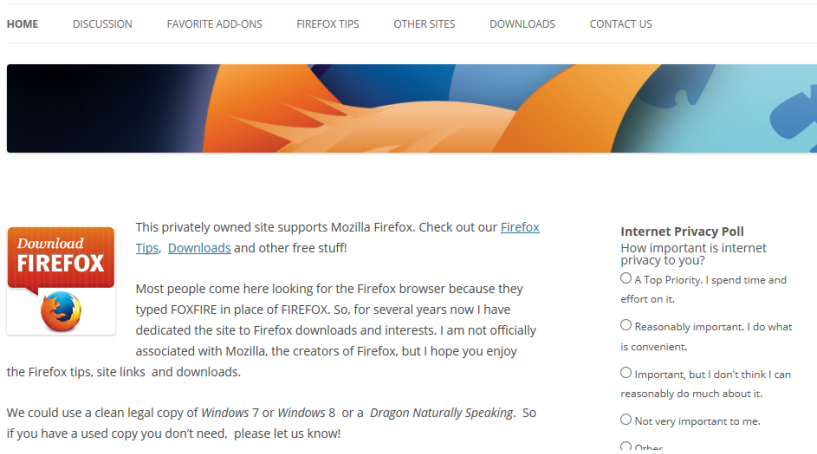 HOME DISCUSSION FAVORITE ADD-ONS FIREFOX TIPS OTHER SITES DOWNLOADS CONTACT US
Download
FIREFOX
This privately owned site supports Mozilla Firefox. Check out our Firefox
Tips,  Downloads and other free stuff!
Most people come here looking for the Firefox browser because they
typed FOXFIRE in place of FIREFOX. So, for several years now I have
dedicated the site to Firefox downloads and interests. I am not officially
associated with Mozilla, the creators of Firefox, but I hope you enjoy
the Firefox tips, site links  and downloads.
We could use a clean legal copy of Windows 7 or Windows 8  or a  Dragon Naturally Speaking.  So
if you have a used copy you don't need,  please let us know!
Internet Privacy Poll
How important is internet
privacy to you?
A Top Priority. I spend time and
effort on it.
Reasonably important. I do what
is convenient.
Important, but I don't think I can
reasonably do much about it.
Not very important to me.
Other